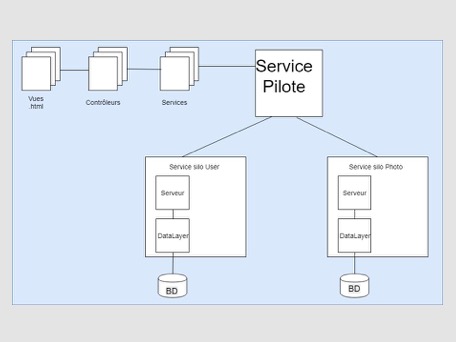 Service
Pilote
Vues
.html
Contrôleurs
Services
Service silo User
Service silo Photo
Serveur
Serveur
DataLayer
DataLayer
BD
BD